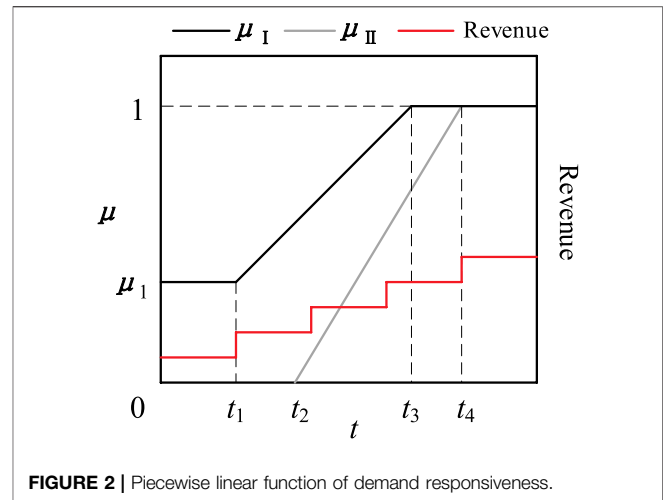 μ I μ II Revenue
1
μ
μ1
Revenue
0 t1 t2 t3 t4
t
FIGURE 2 | Piecewise linear function of demand responsiveness.